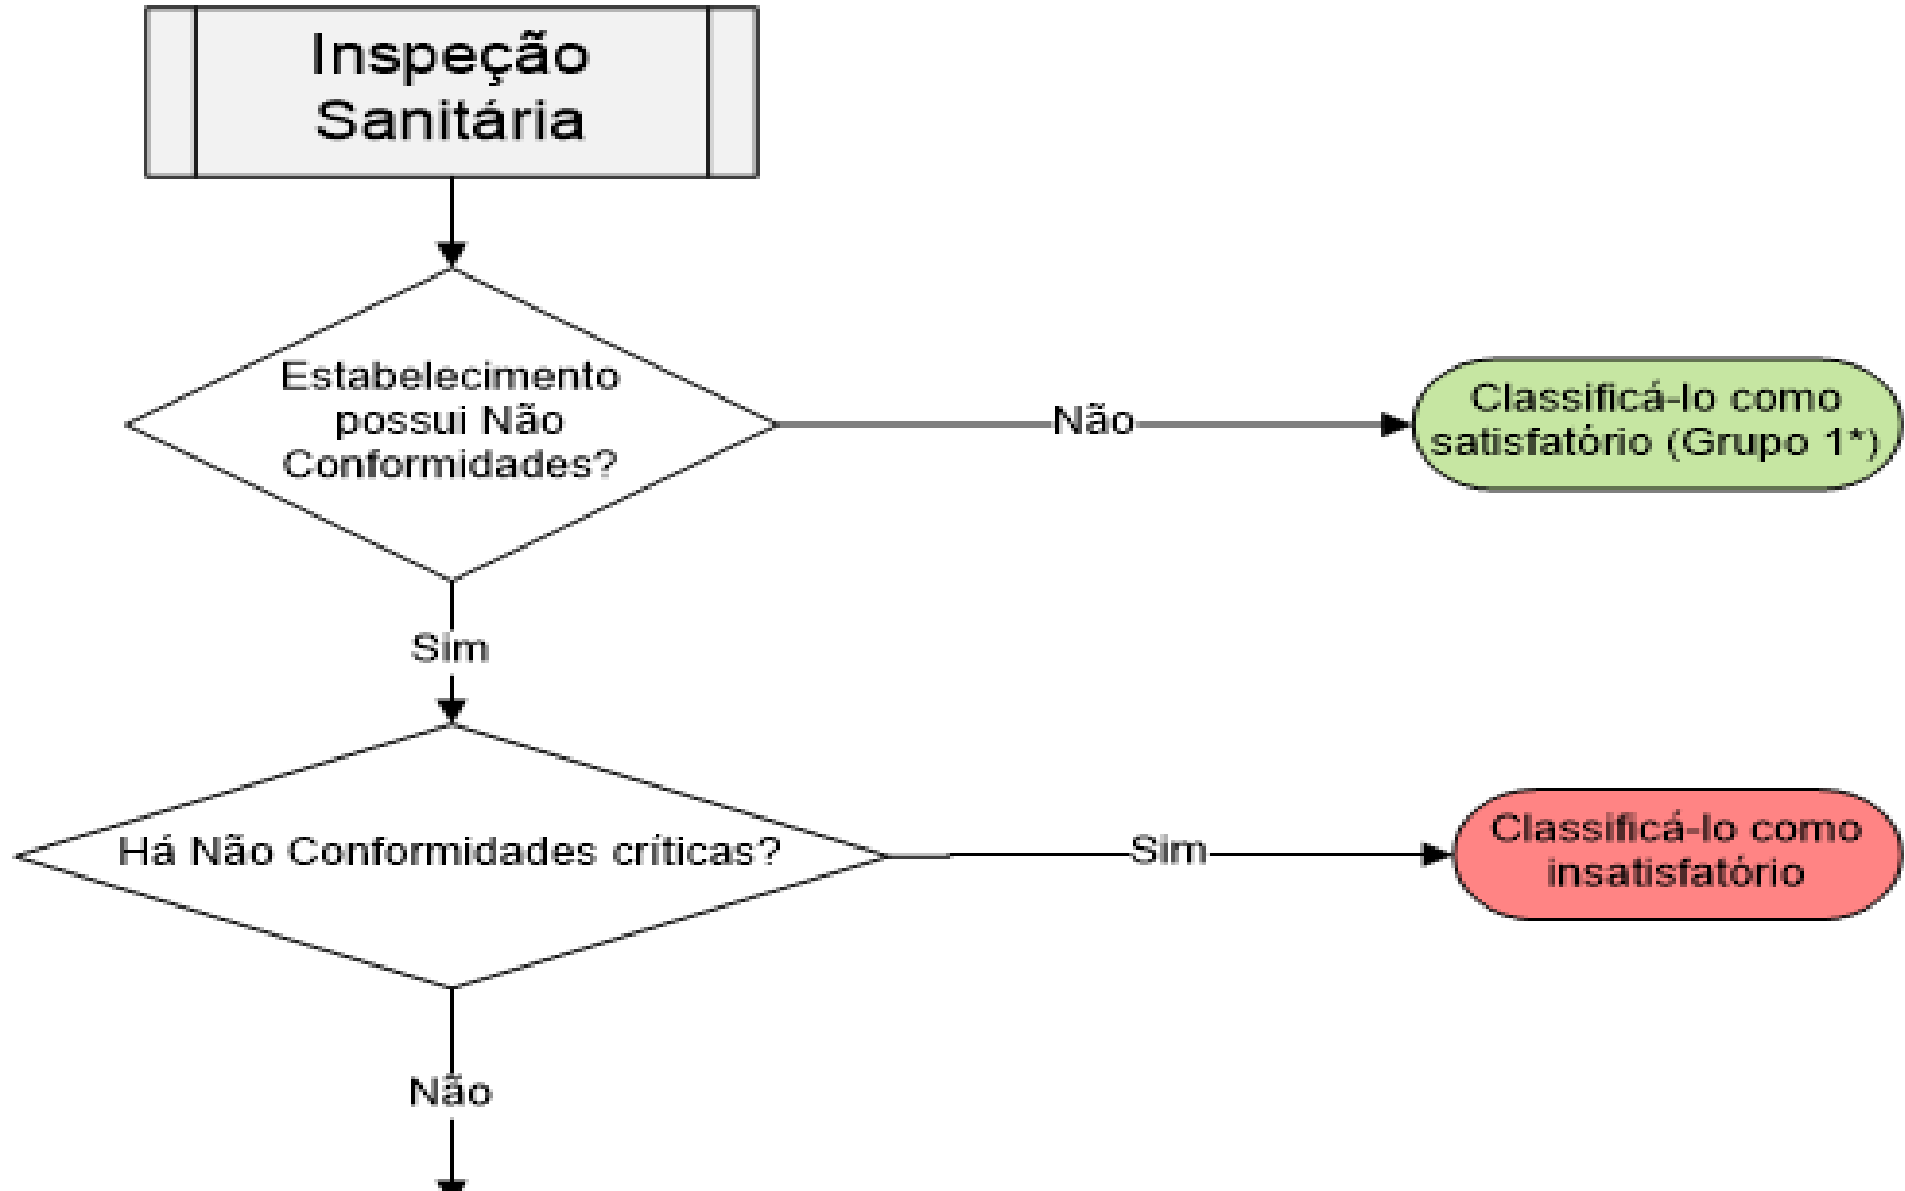 Inspeção
Sanitária
Estabelecimento
possui Não
Conformidades?
Não
Classificá-lo como
satisfatório (Grupo 1*)
Sim
Há Não Conformidades críticas?
Sim
Classificá-lo como
insatisfatório
Não